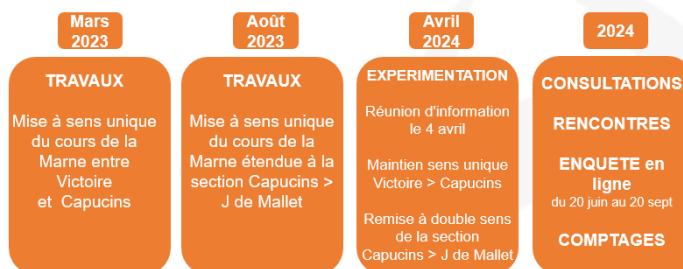 Mars
2023
TRAVAUX
Mise à sens unique
du cours de la
Marne entre
Victoire
et Capucins
Août
2023
TRAVAUX
Mise à sens unique
du cours de la
Marne étendue à la
section Capucins >
J de Mallet
Avril
2024
EXPERIMENTATION
Réunion d'information
le 4 avril
Maintien sens unique
Victoire > Capucins
Remise à double sens
de la section
Capucins > J de Mallet
2024
CONSULTATIONS
RENCONTRES
ENQUETE en
ligne
du 20 juin au 20 sept
COMPTAGES